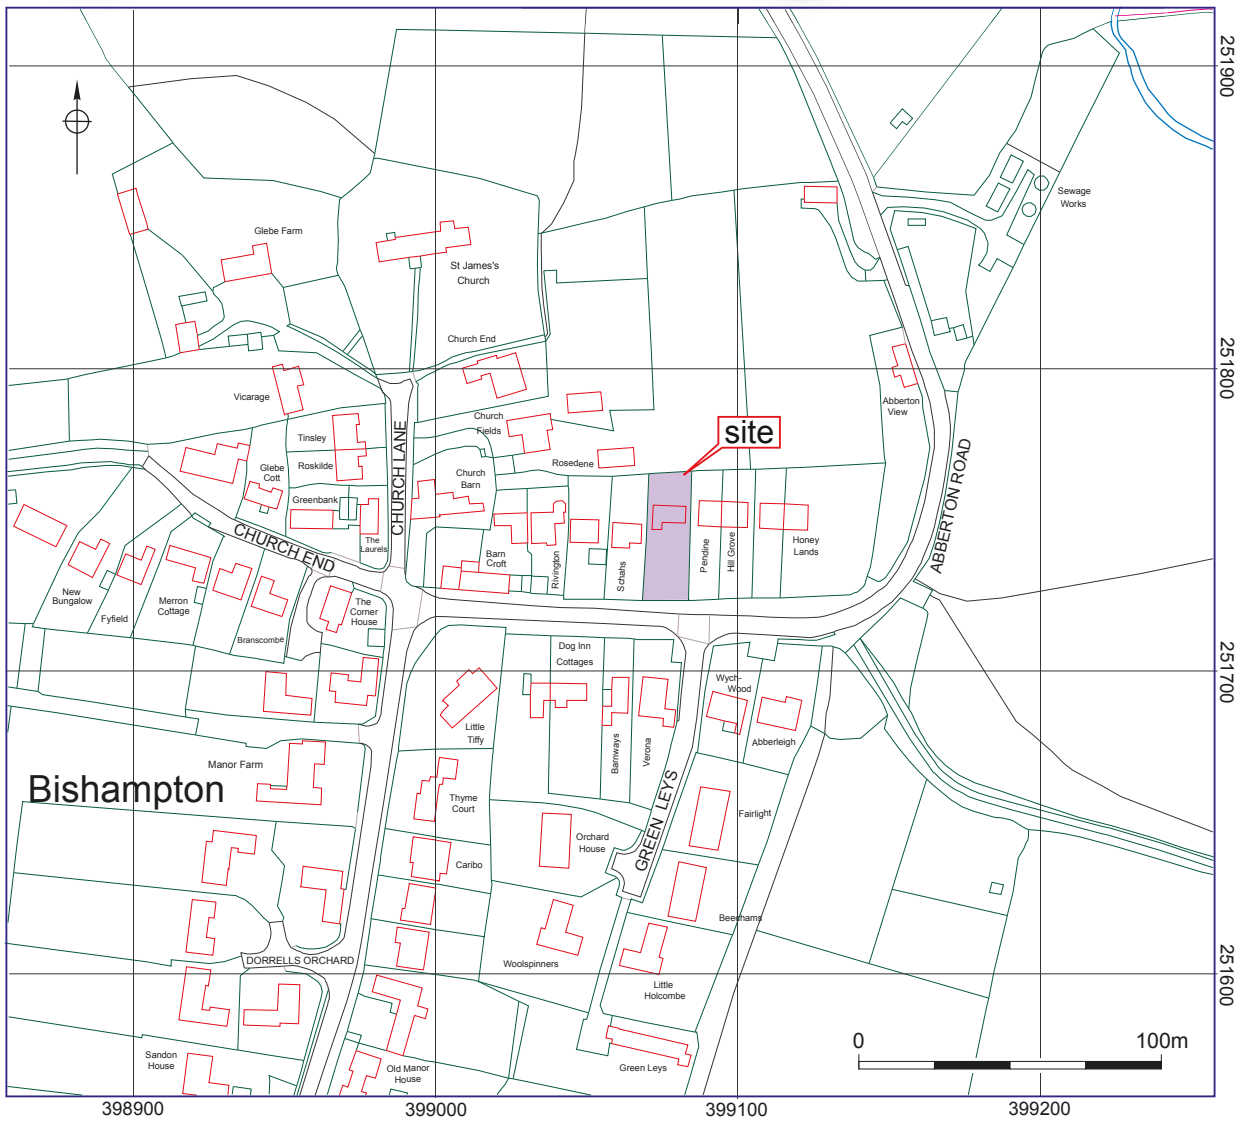 251900
Sewage
Works
Glebe Farm
St James's
Church
Church End
251800
Vicarage
Abberton
View
Church
Fields
site
Tinsley
CHURCH LANE
ABBERTON ROAD
Roskilde
Glebe
Cott
Rosedene
Church
Barn
Greenbank
The
Laurels
CHURCH END
Honey
Lands
Pendine
Hill Grove
Barn
Croft
Rivington
Schahs
New
Bungalow
Fyfield
Merron
Cottage
The
Corner
House
Branscombe
Dog Inn
Cottages
251700
Wych-
Wood
Little
Tiffy
Barnways
Verona
Abberleigh
Manor Farm
Bishampton
Thyme
Court
GREEN LEYS
Fairlight
Orchard
House
Caribo
Beechams
DORRELLS ORCHARD
Woolspinners
251600
Little
Holcombe
Sandon
House
Old Manor
House
Green Leys
0 100m
398900 399000 399100 399200